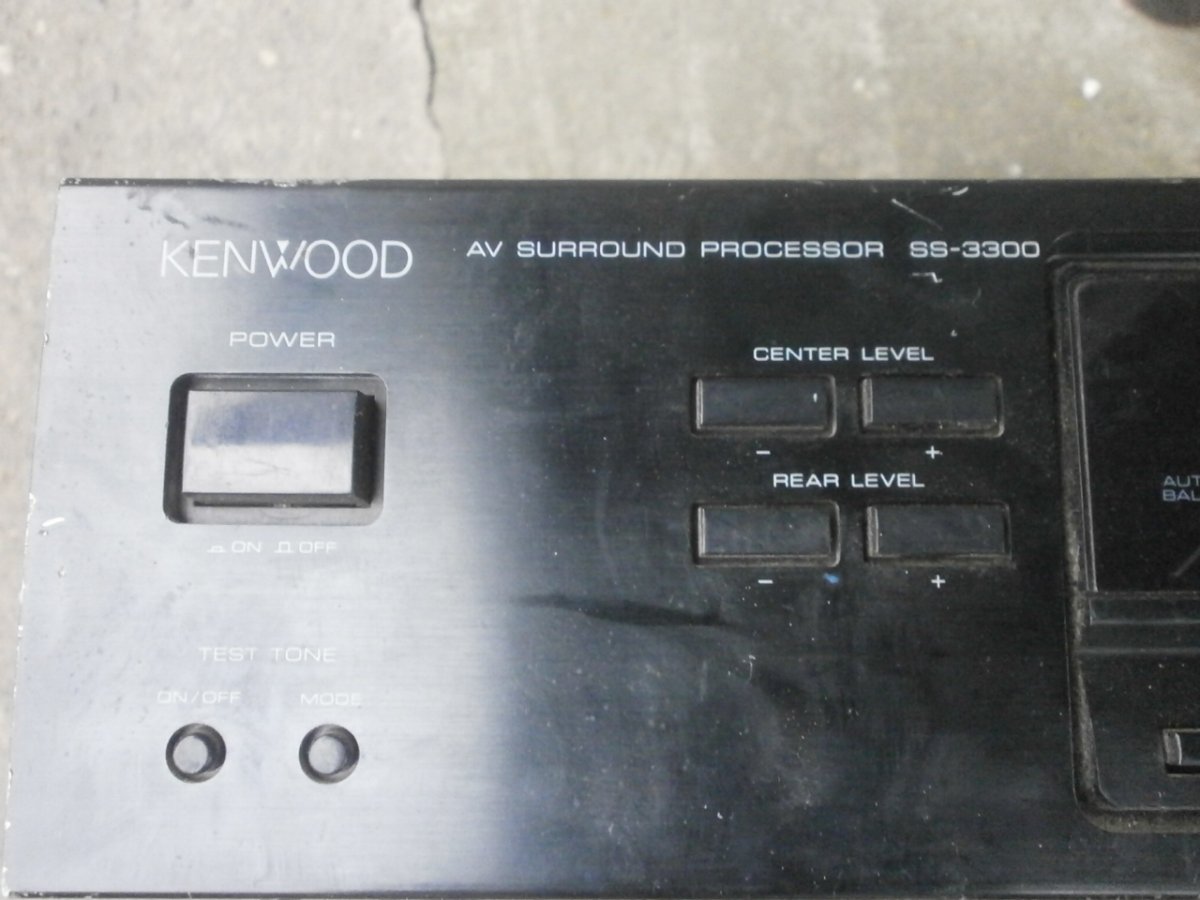 KENWOOD AV SURROUND PROCESSOR SS-3300
POWER
ON OFF
CENTER LEVEL
- +
REAR LEVEL
- +
TEST TONE
ON/OFF MODE